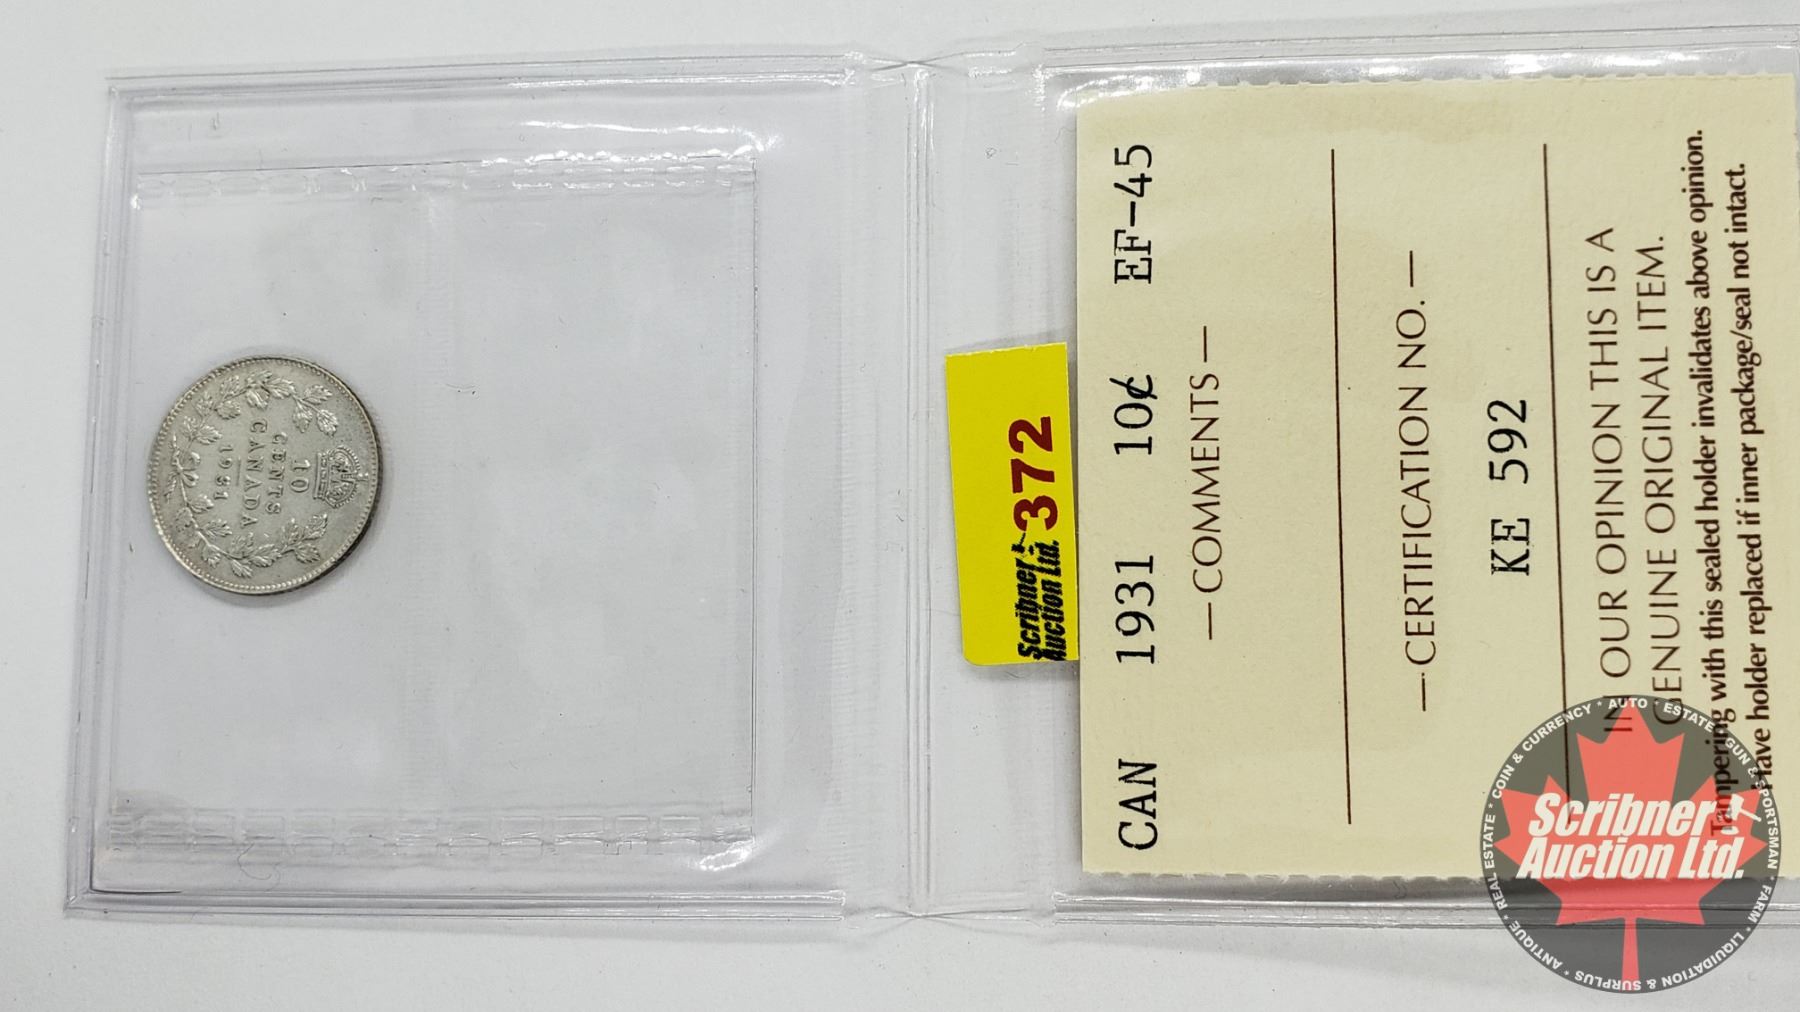 10
CENTS
CANADA
1931
Scribner
Auction Ltd.
372
CAN 1931 10¢ EF-45
—COMMENTS—
—CERTIFICATION NO.—
KE 592
IN OUR OPINION THIS IS A
GENUINE ORIGINAL ITEM.
Tampering with this sealed holder invalidates above opinion.
Have holder replaced if inner package/seal not intact.
Scribner
Auction Ltd.
REAL ESTATE * COIN & CURRENCY * AUTO * ESTATE * GUN & SPORTSMAN * FARM * LIQUIDATION & SURPLUS * ANTIQUE *